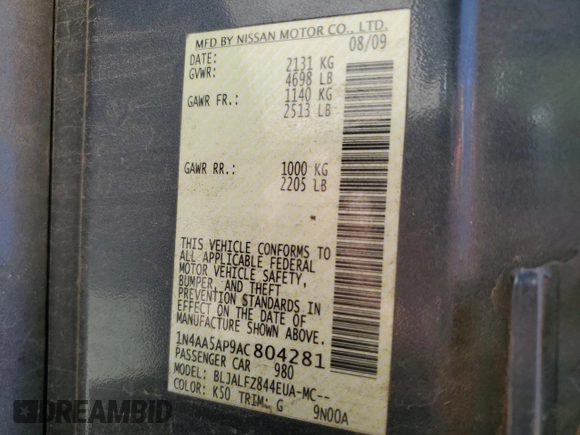 MFD BY NISSAN MOTOR CO., LTD.
DATE: 08/09
GVWR: 2131 KG
4698 LB
GAWR FR.: 1140 KG
2513 LB
GAWR RR.: 1000 KG
2205 LB
THIS VEHICLE CONFORMS TO
ALL APPLICABLE FEDERAL
MOTOR VEHICLE SAFETY,
BUMPER, AND THEFT
PREVENTION STANDARDS IN
EFFECT ON THE DATE OF
MANUFACTURE SHOWN ABOVE.
1N4AA5AP9AC804281
PASSENGER CAR 980
MODEL: BLJALFZ844EUA-MC--
COLOR: K50 TRIM: G 9N00A
DREAMBID